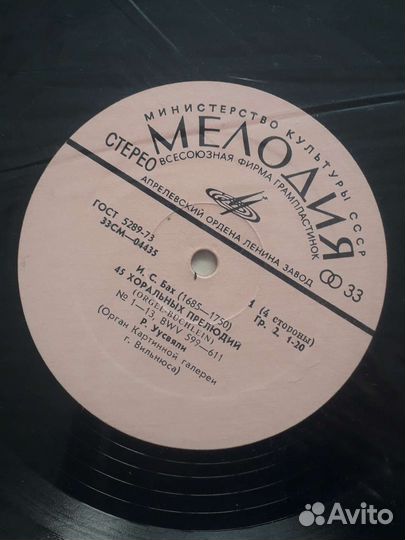 МИНИСТЕРСТВО КУЛЬТУРЫ СССР
МЕЛОДИЯ
ВСЕСОЮЗНАЯ ФИРМА ГРАМПЛАСТИНОК
СТЕРЕО
АПРЕЛЕВСКИЙ ОРДЕНА ЛЕНИНА ЗАВОД
33
ГОСТ 5289-73
33СМ—04435
1 (4 стороны)
ГР. 2. 1-20
И. С. Бах (1685—1750)
45 ХОРАЛЬНЫХ ПРЕЛЮДИЙ
(ORGEL-BÜCHLEIN)
№ 1—13, BWV 599—611
Р. Уусвяли
(Орган Картинной галереи
г. Вильнюса)
Avito